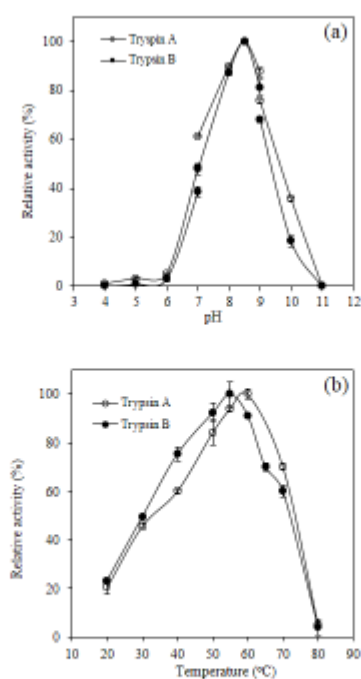 (a)
Tryspin A
Trypsin B
100
80
60
40
20
0
Relative activity (%)
3 4 5 6 7 8 9 10 11 12
pH
(b)
Trypsin A
Trypsin B
100
80
60
40
20
0
Relative activity (%)
10 20 30 40 50 60 70 80 90
Temperature (°C)